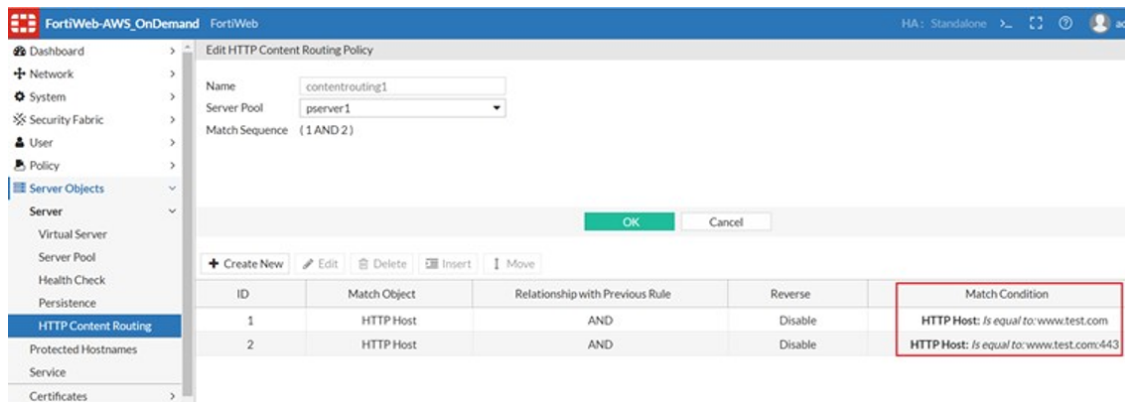 FortiWeb-AWS_OnDemand FortiWeb HA: Standalone >_
Dashboard
Network
System
Security Fabric
User
Policy
Server Objects
Server
Virtual Server
Server Pool
Health Check
Persistence
HTTP Content Routing
Protected Hostnames
Service
Certificates
Edit HTTP Content Routing Policy
Name contentrouting1
Server Pool pserver1
Match Sequence ( 1 AND 2 )
OK Cancel
+ Create New Edit Delete Insert Move
ID Match Object Relationship with Previous Rule Reverse Match Condition
1 HTTP Host AND Disable HTTP Host: Is equal to: www.test.com
2 HTTP Host AND Disable HTTP Host: Is equal to: www.test.com:443